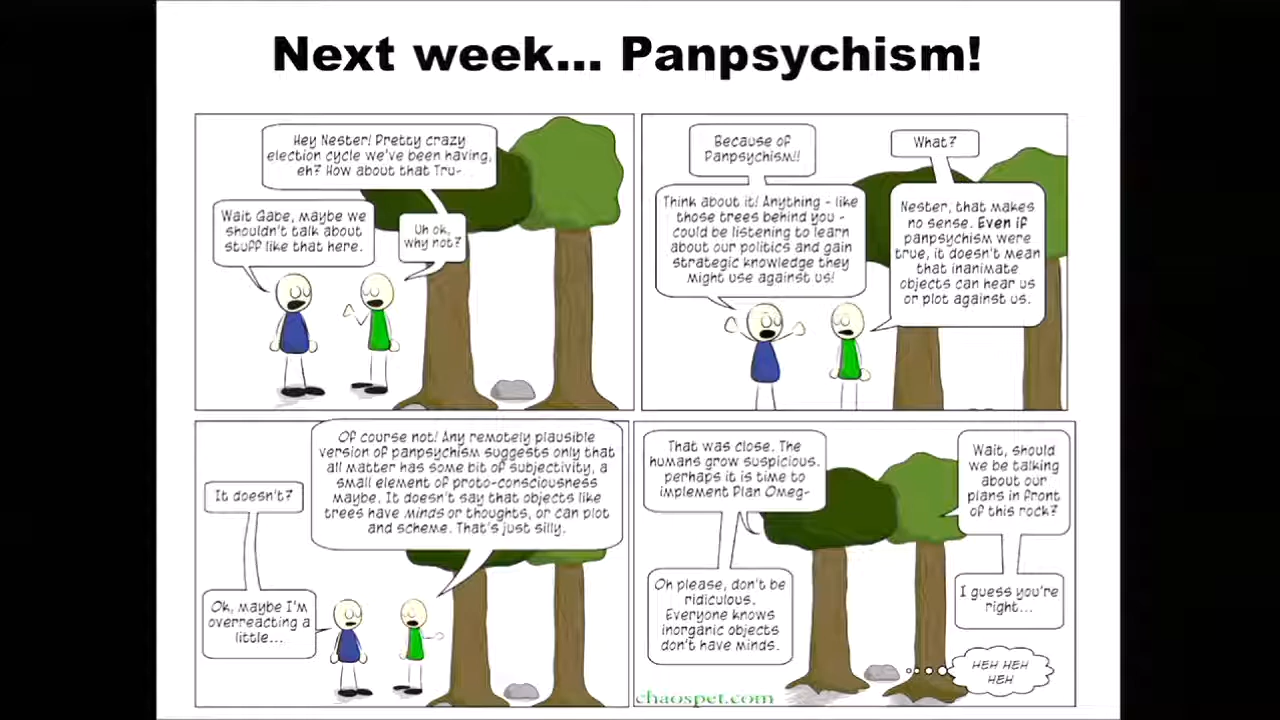 Next week... Panpsychism!
Hey Nester! Pretty crazy
election cycle we've been having,
eh? How about that Tru-
Wait Gabe, maybe we
shouldn't talk about
stuff like that here.
Uh ok,
why not?
Because of
Panpsychism!!
Think about it! Anything - like
those trees behind you -
could be listening to learn
about our politics and gain
strategic knowledge they
might use against us!
What?
Nester, that makes
no sense. Even if
panpsychism were
true, it doesn't mean
that inanimate
objects can hear us
or plot against us.
It doesn't?
Of course not! Any remotely plausible
version of panpsychism suggests only that
all matter has some bit of subjectivity, a
small element of proto-consciousness
maybe. It doesn't say that objects like
trees have minds or thoughts, or can plot
and scheme. That's just silly.
Ok, maybe I'm
overreacting a
little...
That was close. The
humans grow suspicious.
perhaps it is time to
implement Plan Omeg-
Wait, should
we be talking
about our
plans in front
of this rock?
Oh please, don't be
ridiculous.
Everyone knows
inorganic objects
don't have minds.
I guess you're
right...
HEH HEH
HEH
chaospet.com